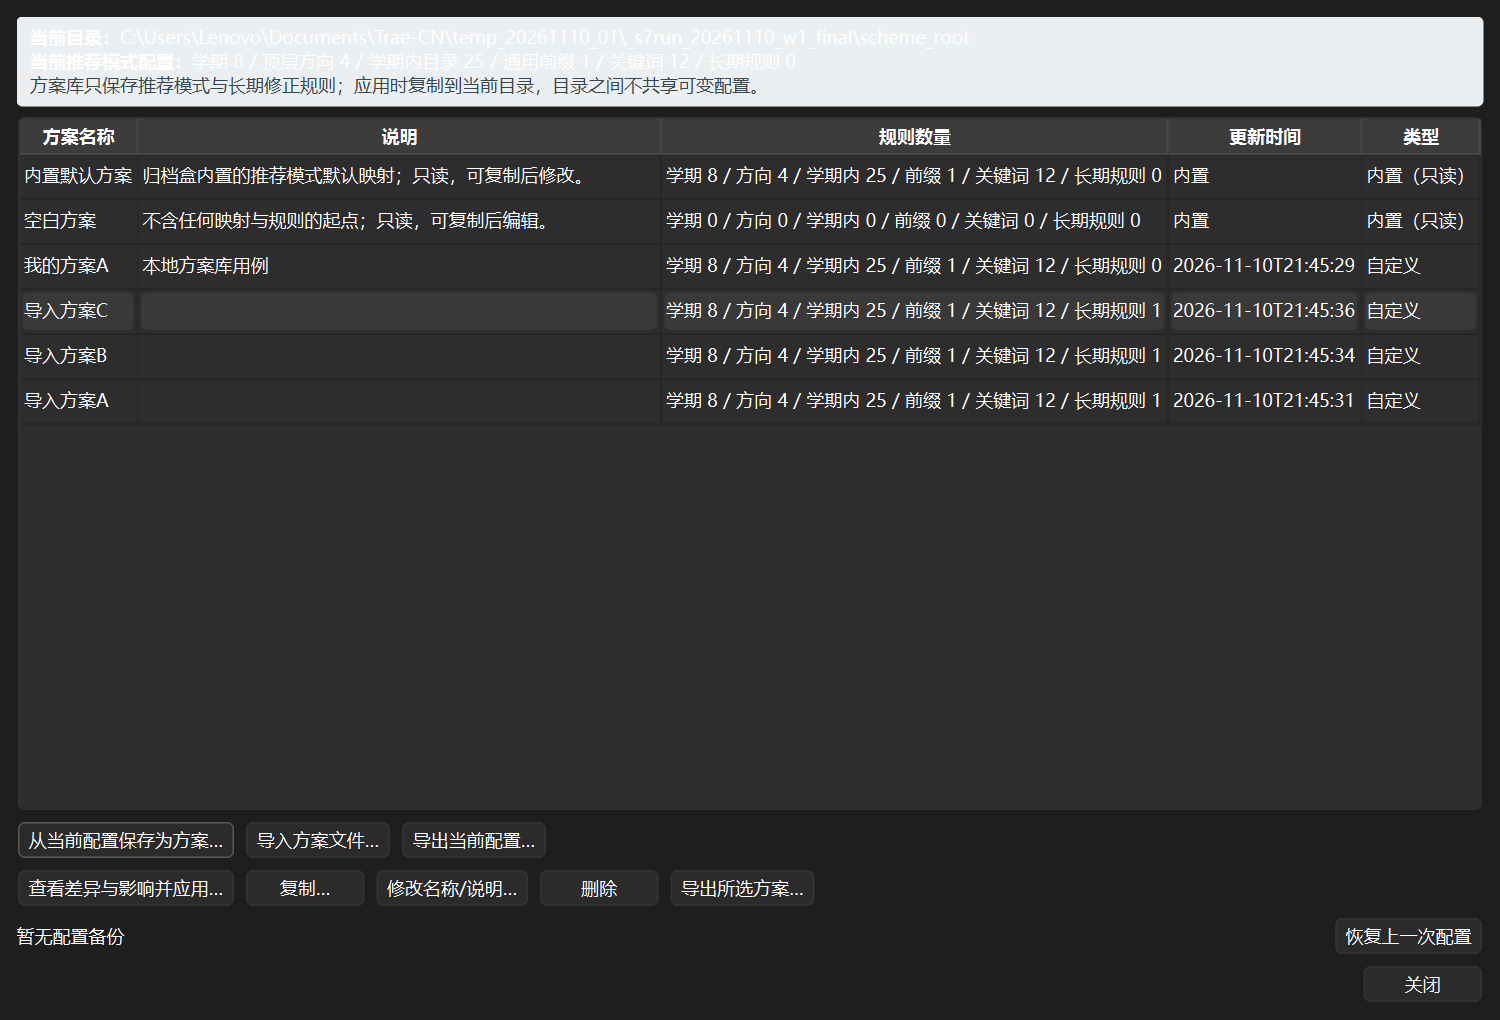 当前目录：C:\Users\Lenovo\Documents\Trae-CN\temp_20261110_01\_s7run_20261110_w1_final\scheme_root
当前推荐模式配置：学期 8 / 顶层方向 4 / 学期内目录 25 / 通用前缀 1 / 关键词 12 / 长期规则 0
方案库只保存推荐模式与长期修正规则；应用时复制到当前目录，目录之间不共享可变配置。
方案名称 说明 规则数量 更新时间 类型
内置默认方案 归档盒内置的推荐模式默认映射；只读，可复制后修改。 学期 8 / 方向 4 / 学期内 25 / 前缀 1 / 关键词 12 / 长期规则 0 内置 内置（只读）
空白方案 不含任何映射与规则的起点；只读，可复制后编辑。 学期 0 / 方向 0 / 学期内 0 / 前缀 0 / 关键词 0 / 长期规则 0 内置 内置（只读）
我的方案A 本地方案库用例 学期 8 / 方向 4 / 学期内 25 / 前缀 1 / 关键词 12 / 长期规则 0 2026-11-10T21:45:29 自定义
导入方案C 学期 8 / 方向 4 / 学期内 25 / 前缀 1 / 关键词 12 / 长期规则 1 2026-11-10T21:45:36 自定义
导入方案B 学期 8 / 方向 4 / 学期内 25 / 前缀 1 / 关键词 12 / 长期规则 1 2026-11-10T21:45:34 自定义
导入方案A 学期 8 / 方向 4 / 学期内 25 / 前缀 1 / 关键词 12 / 长期规则 1 2026-11-10T21:45:31 自定义
从当前配置保存为方案... 导入方案文件... 导出当前配置...
查看差异与影响并应用... 复制... 修改名称/说明... 删除 导出所选方案...
暂无配置备份 恢复上一次配置
关闭